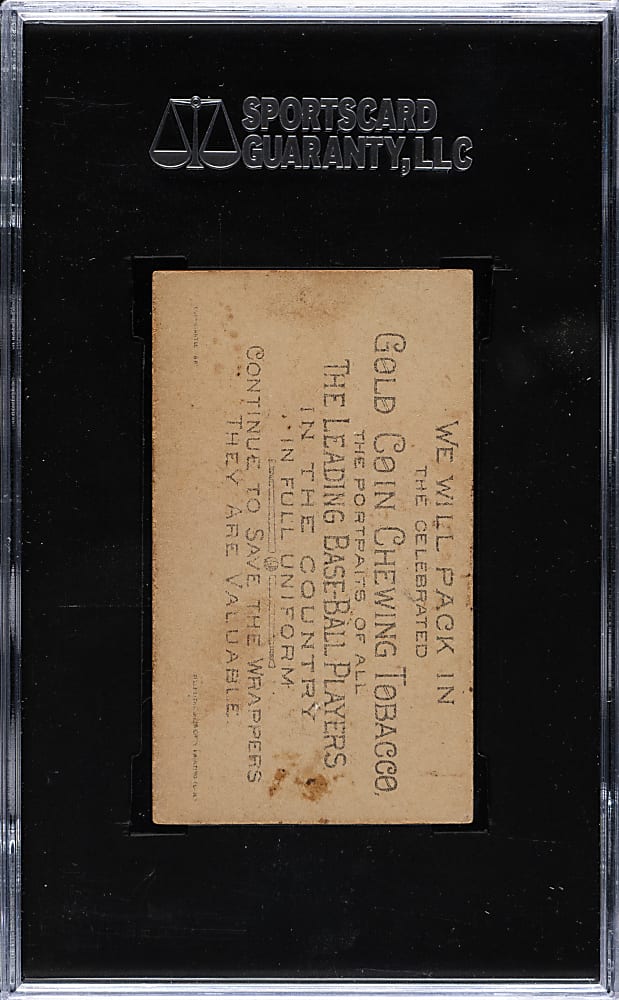 SPORTSCARD
GUARANTY, LLC
WE WILL PACK IN
THE CELEBRATED
GOLD COIN CHEWING TOBACCO,
THE PORTRAITS OF ALL
THE LEADING BASE-BALL PLAYERS
IN THE COUNTRY
IN FULL UNIFORM
CONTINUE TO SAVE THE WRAPPERS
THEY ARE VALUABLE.